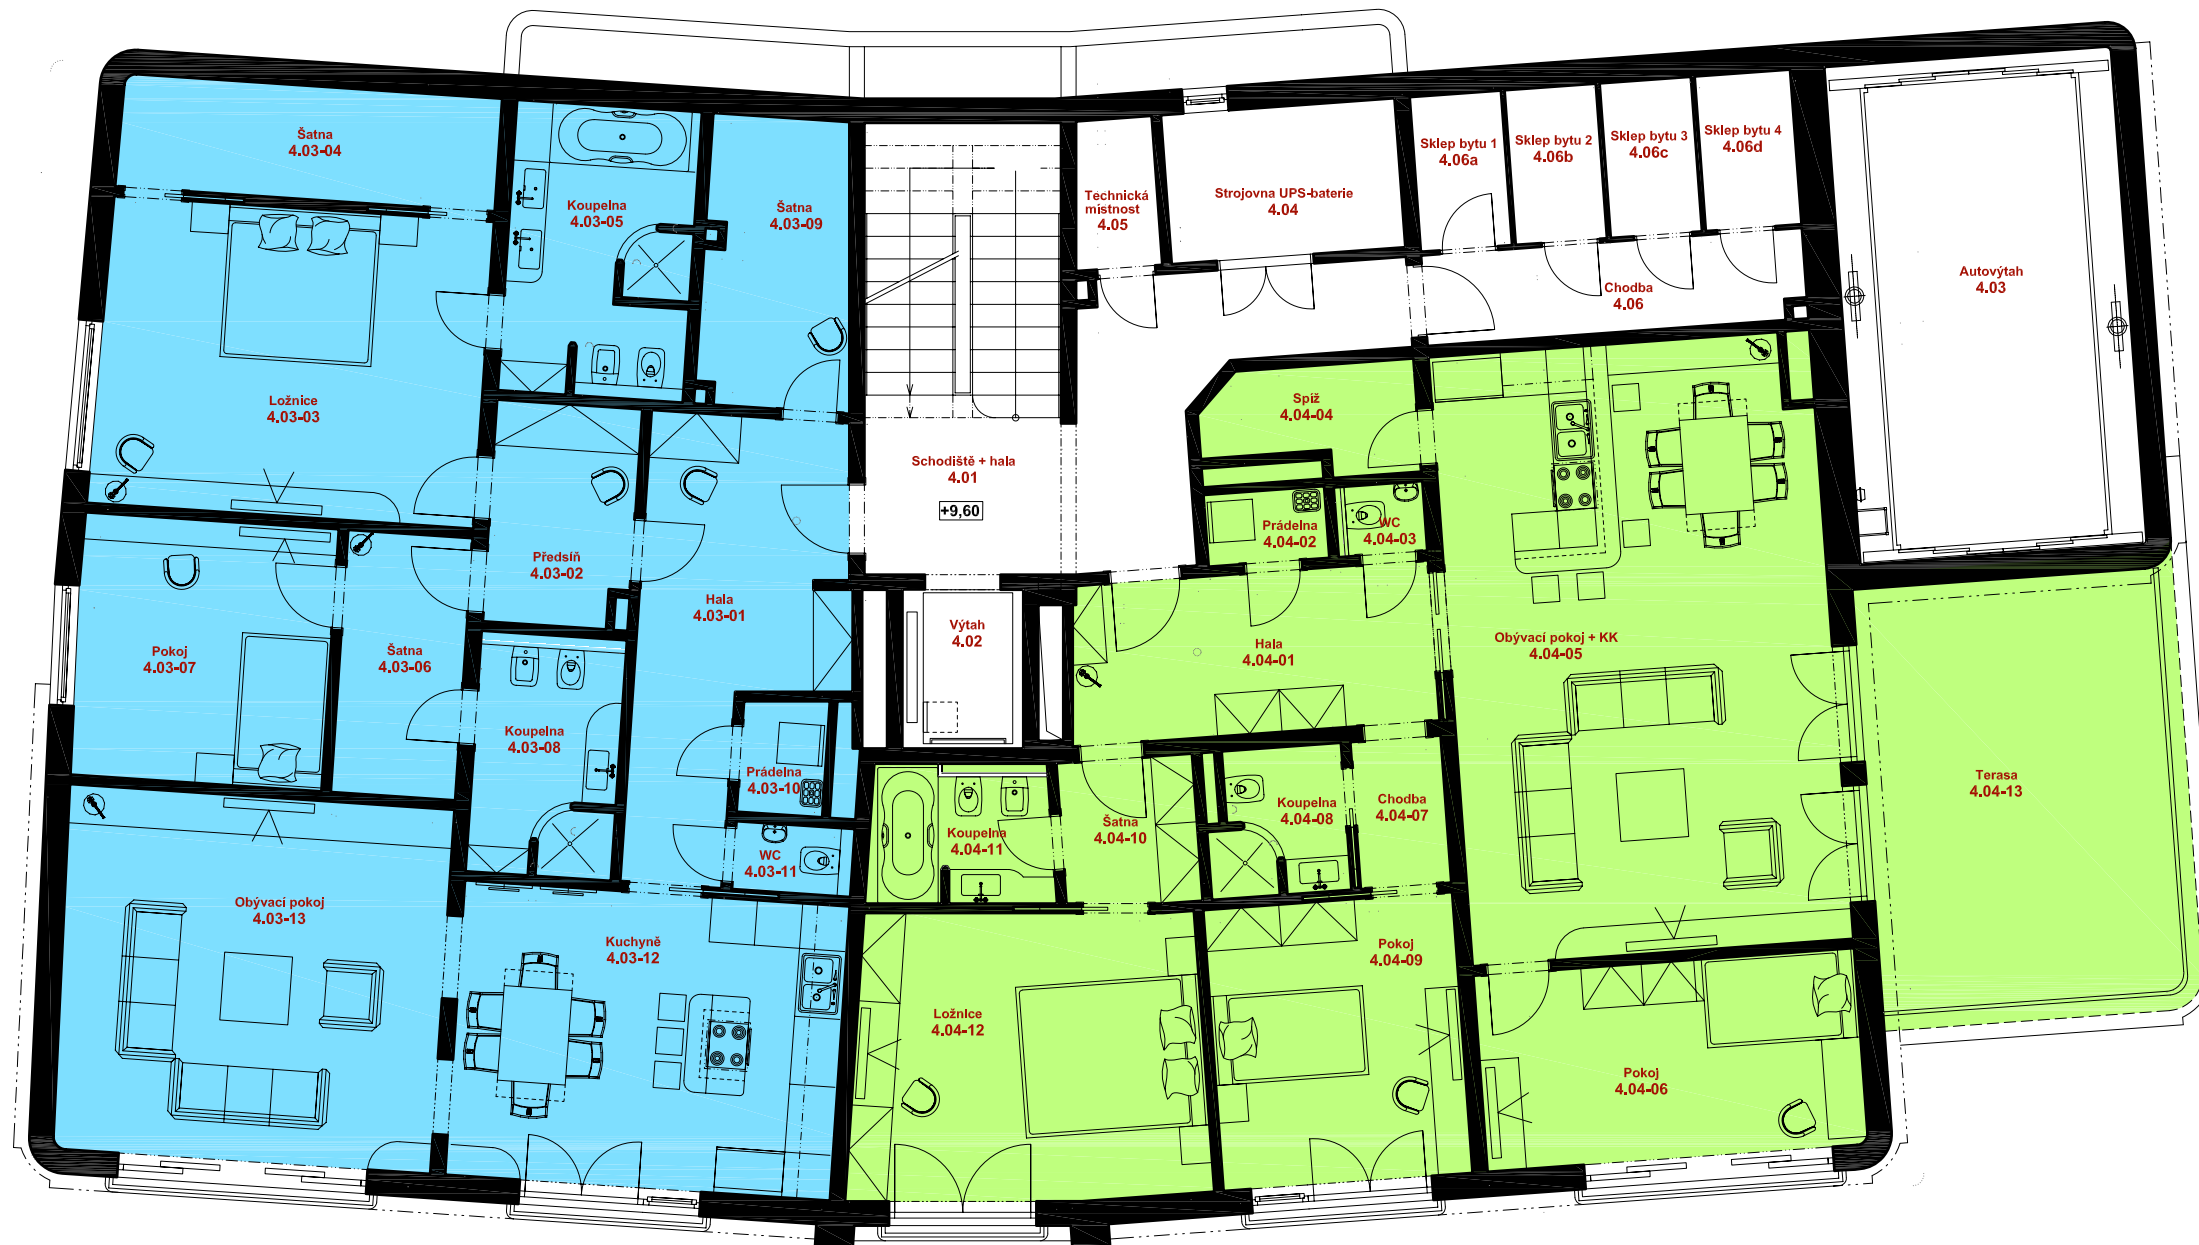 Šatna
4.03-04
Koupelna
4.03-05
Šatna
4.03-09
Ložnice
4.03-03
Předsíň
4.03-02
Hala
4.03-01
Pokoj
4.03-07
Šatna
4.03-06
Koupelna
4.03-08
Prádelna
4.03-10
WC
4.03-11
Obývací pokoj
4.03-13
Kuchyně
4.03-12
Schodiště + hala
4.01
+9,60
Výtah
4.02
Technická
místnost
4.05
Strojovna UPS-baterie
4.04
Sklep bytu 1
4.06a
Sklep bytu 2
4.06b
Sklep bytu 3
4.06c
Sklep bytu 4
4.06d
Chodba
4.06
Autovýtah
4.03
Spíž
4.04-04
Prádelna
4.04-02
WC
4.04-03
Hala
4.04-01
Obývací pokoj + KK
4.04-05
Terasa
4.04-13
Koupelna
4.04-11
Šatna
4.04-10
Koupelna
4.04-08
Chodba
4.04-07
Ložnice
4.04-12
Pokoj
4.04-09
Pokoj
4.04-06